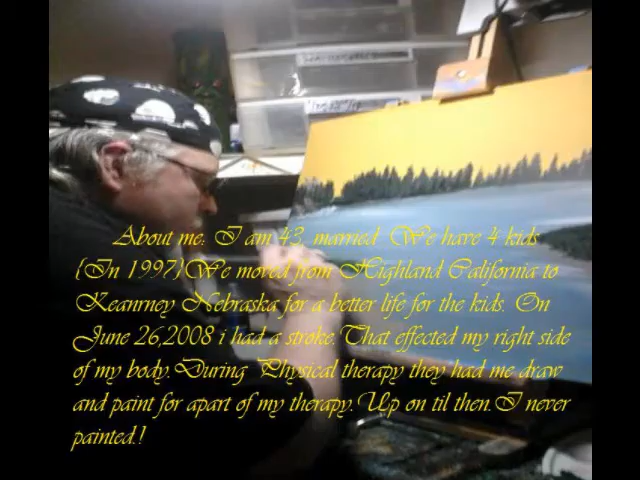 About me: I am 43, married We have 4 kids
{In 1997}We moved from Highland California to
Keanrney Nebraska for a better life for the kids. On
June 26,2008 i had a stroke.That effected my right side
of my body.During Physical therapy they had me draw
and paint for apart of my therapy.Up on til then.I never
painted.!